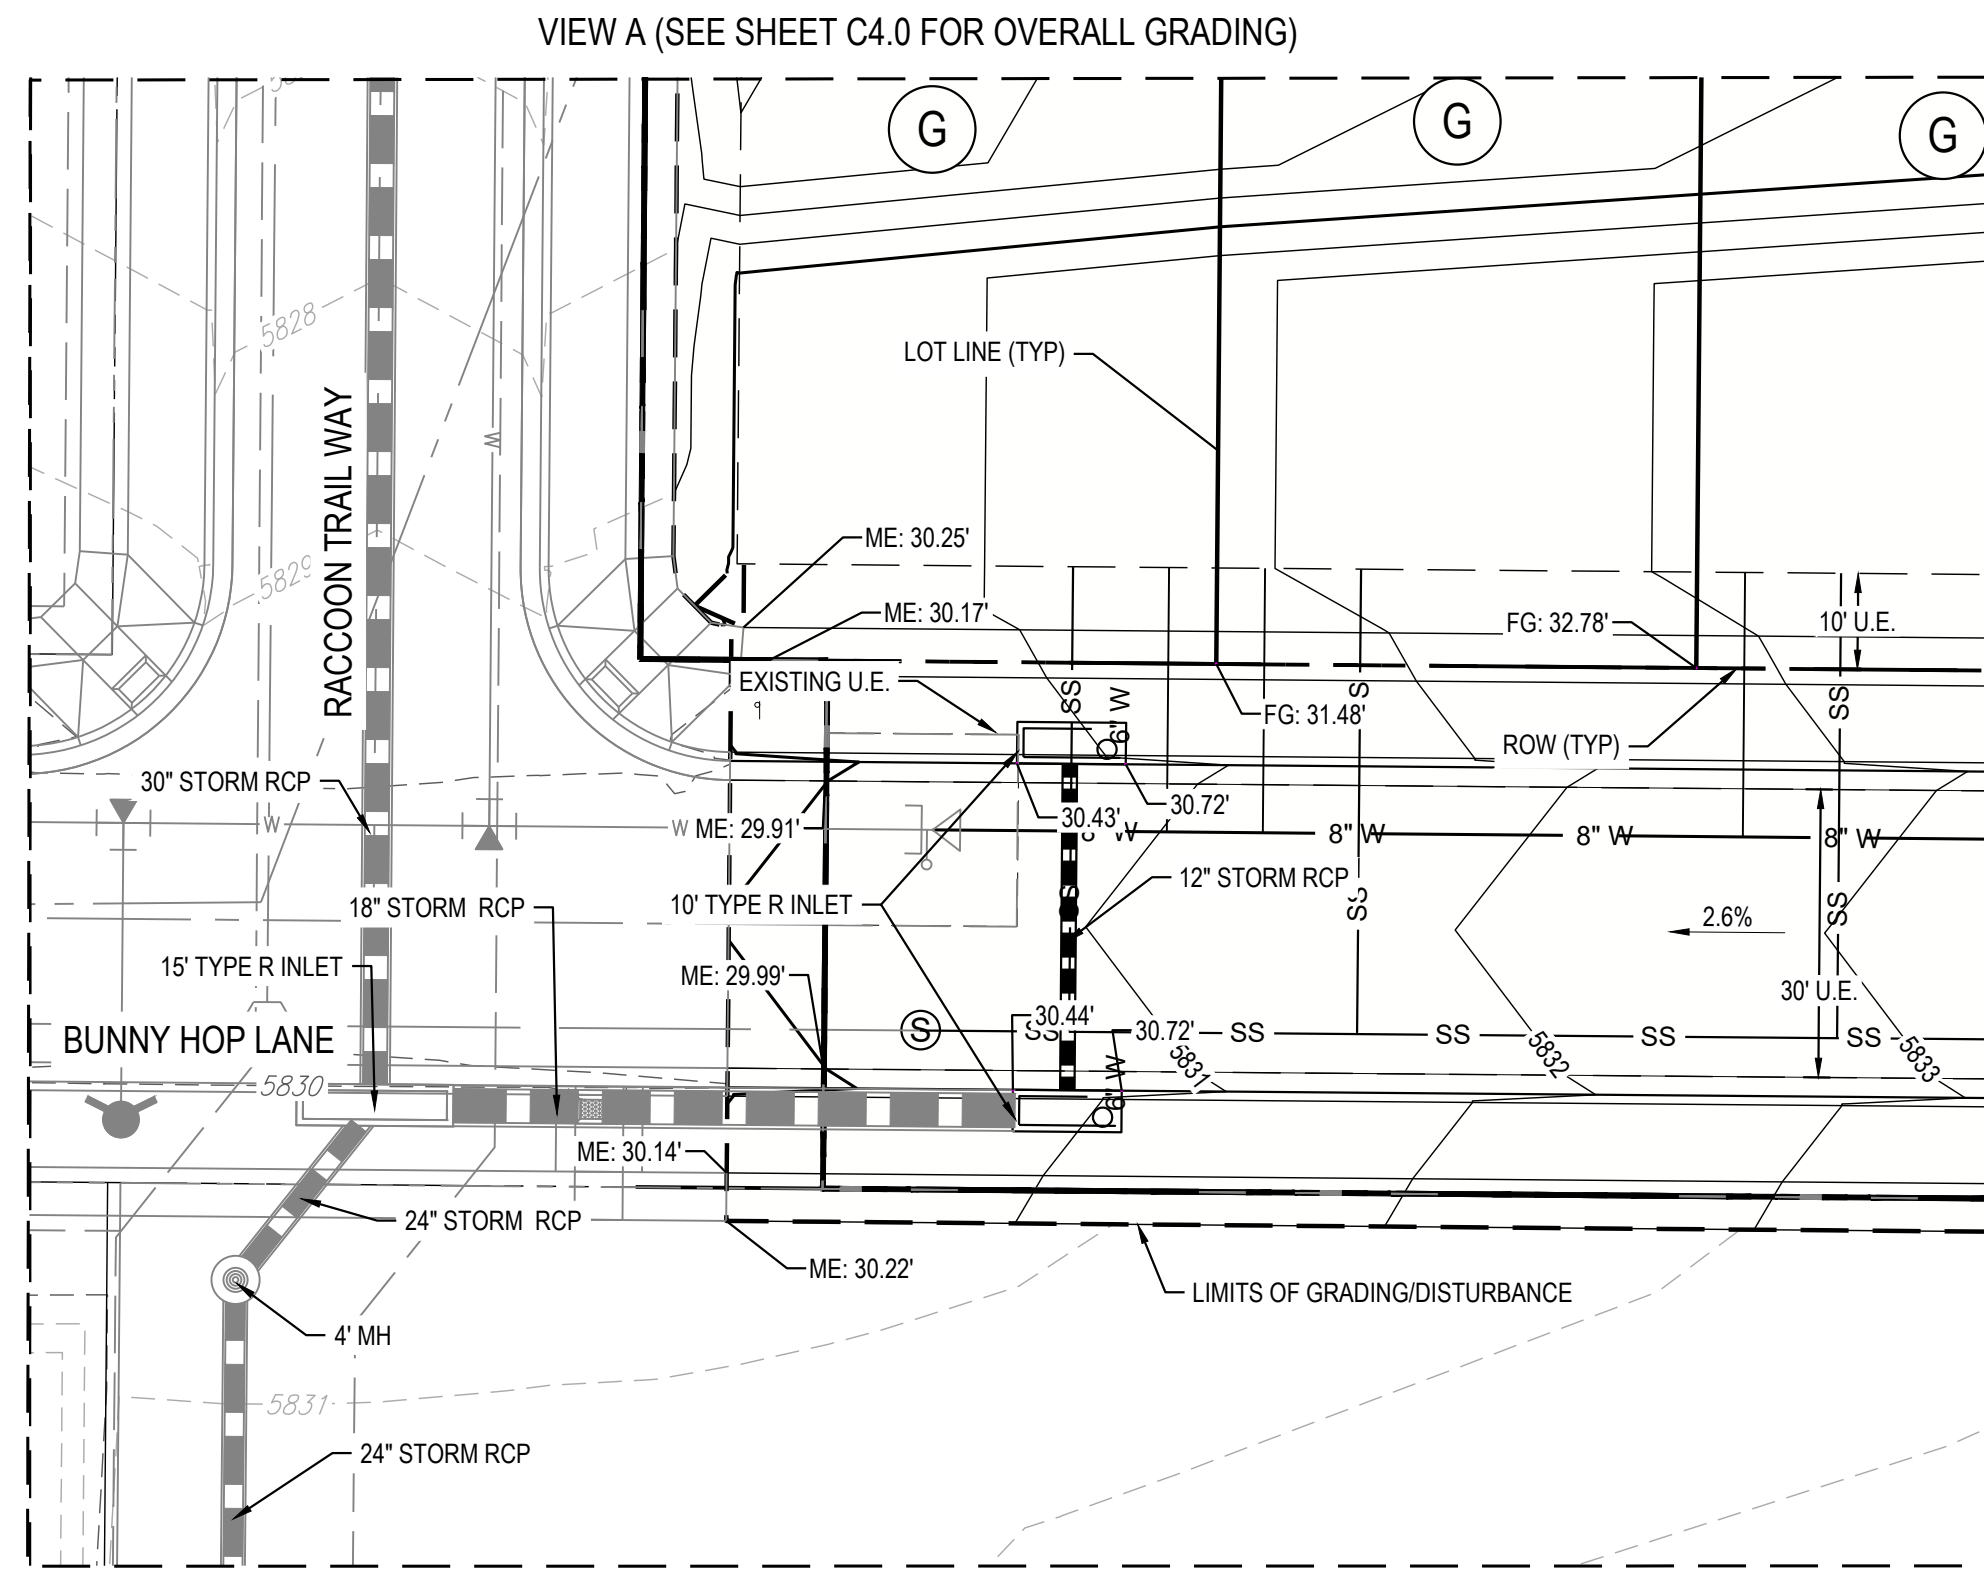 VIEW A (SEE SHEET C4.0 FOR OVERALL GRADING)
G
G
G
5828
LOT LINE (TYP)
RACCOON TRAIL WAY
W
ME: 30.25'
5829
ME: 30.17'
FG: 32.78'
10' U.E.
EXISTING U.E.
SS
6" W
SS
SS
FG: 31.48'
ROW (TYP)
30" STORM RCP
30.43'
30.72'
W
W
ME: 29.91'
8" W
8" W
8" W
8" W
12" STORM RCP
18" STORM RCP
10' TYPE R INLET
SS
SS
SS
2.6%
15' TYPE R INLET
ME: 29.99'
30' U.E.
30.44'
30.72'
BUNNY HOP LANE
S
SS
SS
SS
SS
SS
5831
5832
5833
5830
6" W
ME: 30.14'
24" STORM RCP
ME: 30.22'
LIMITS OF GRADING/DISTURBANCE
4' MH
5831
24" STORM RCP